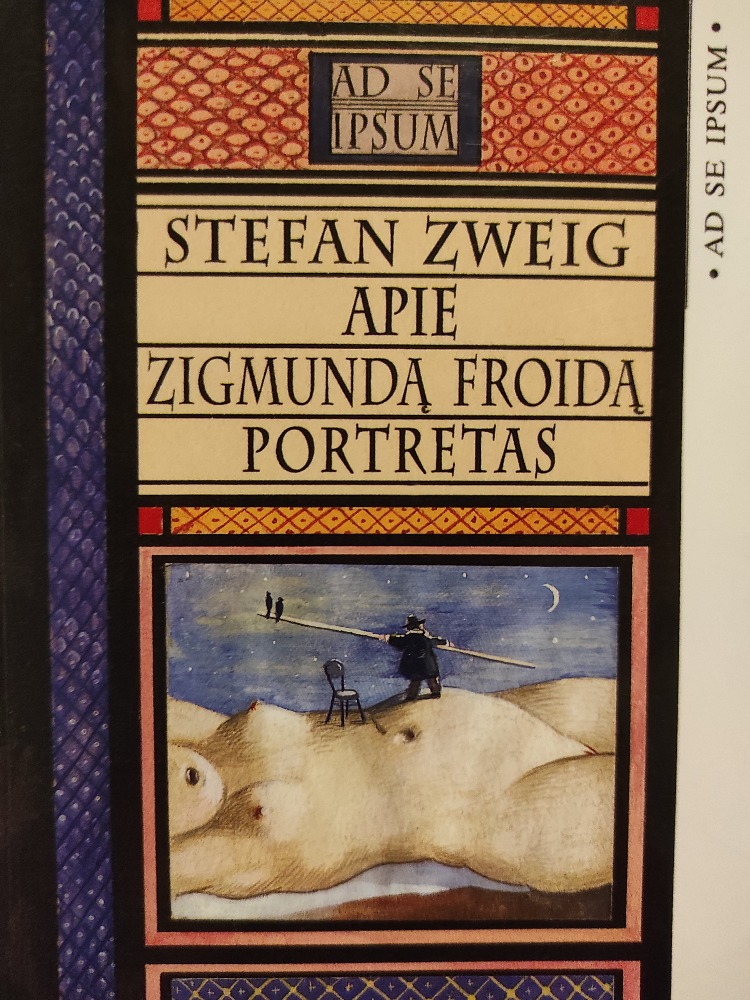 AD SE
IPSUM
STEFAN ZWEIG
APIE
ZIGMUNDĄ FROIDĄ
PORTRETAS
• AD SE IPSUM •